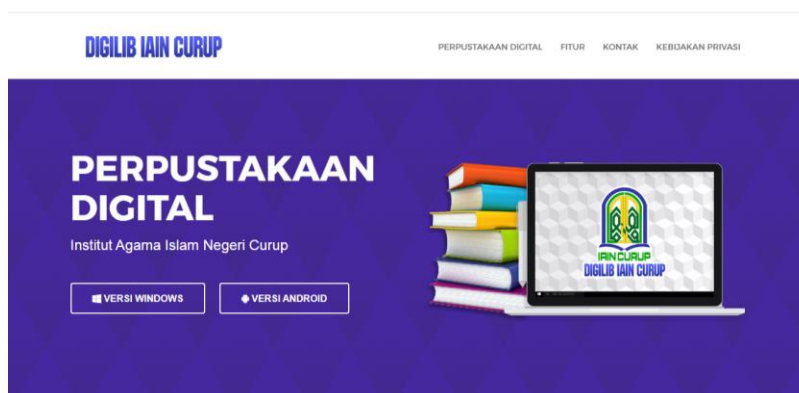 DIGILIB IAIN CURUP
PERPUSTAKAAN DIGITAL FITUR KONTAK KEBIJAKAN PRIVASI
PERPUSTAKAAN
DIGITAL
Institut Agama Islam Negeri Curup
VERSI WINDOWS VERSI ANDROID
IAIN CURUP
DIGILIB IAIN CURUP